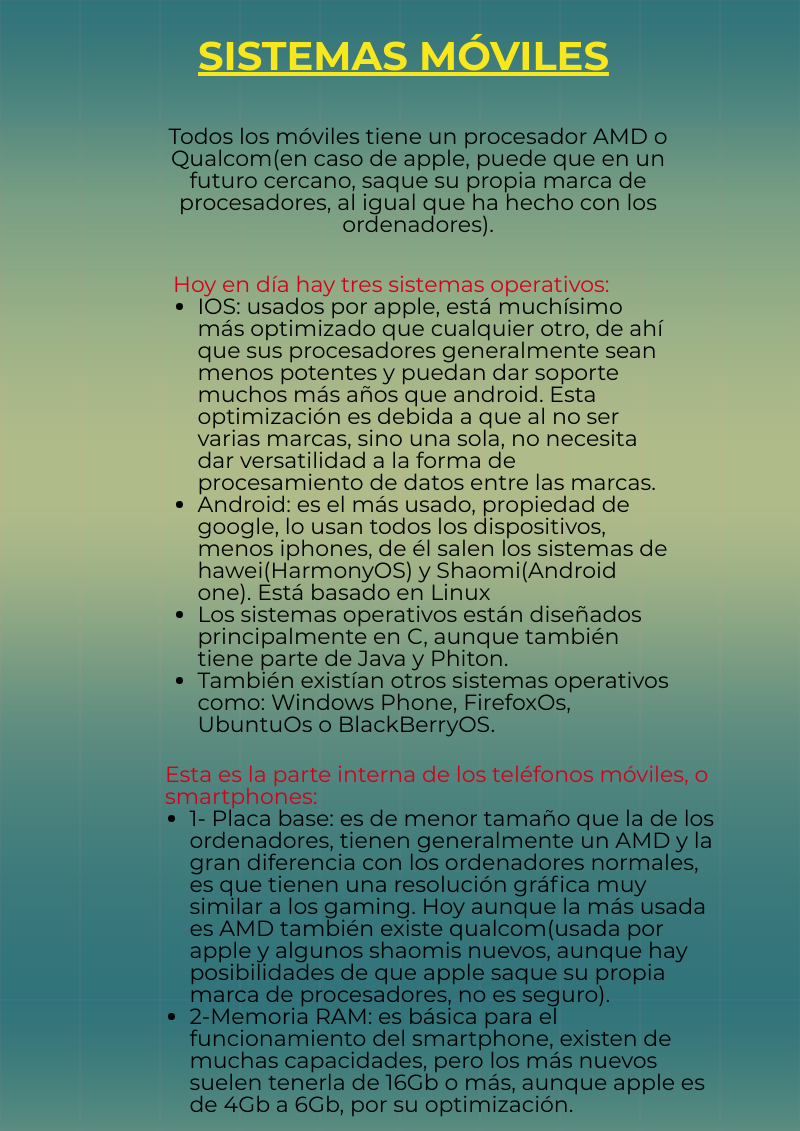 SISTEMAS MÓVILES
Todos los móviles tiene un procesador AMD o
Qualcom(en caso de apple, puede que en un
futuro cercano, saque su propia marca de
procesadores, al igual que ha hecho con los
ordenadores).
Hoy en día hay tres sistemas operativos:
• IOS: usados por apple, está muchísimo
más optimizado que cualquier otro, de ahí
que sus procesadores generalmente sean
menos potentes y puedan dar soporte
muchos más años que android. Esta
optimización es debida a que al no ser
varias marcas, sino una sola, no necesita
dar versatilidad a la forma de
procesamiento de datos entre las marcas.
• Android: es el más usado, propiedad de
google, lo usan todos los dispositivos,
menos iphones, de él salen los sistemas de
hawei(HarmonyOS) y Shaomi(Android
one). Está basado en Linux
• Los sistemas operativos están diseñados
principalmente en C, aunque también
tiene parte de Java y Phiton.
• También existían otros sistemas operativos
como: Windows Phone, FirefoxOs,
UbuntuOs o BlackBerryOS.
Esta es la parte interna de los teléfonos móviles, o
smartphones:
• 1- Placa base: es de menor tamaño que la de los
ordenadores, tienen generalmente un AMD y la
gran diferencia con los ordenadores normales,
es que tienen una resolución gráfica muy
similar a los gaming. Hoy aunque la más usada
es AMD también existe qualcom(usada por
apple y algunos shaomis nuevos, aunque hay
posibilidades de que apple saque su propia
marca de procesadores, no es seguro).
• 2-Memoria RAM: es básica para el
funcionamiento del smartphone, existen de
muchas capacidades, pero los más nuevos
suelen tenerla de 16Gb o más, aunque apple es
de 4Gb a 6Gb, por su optimización.